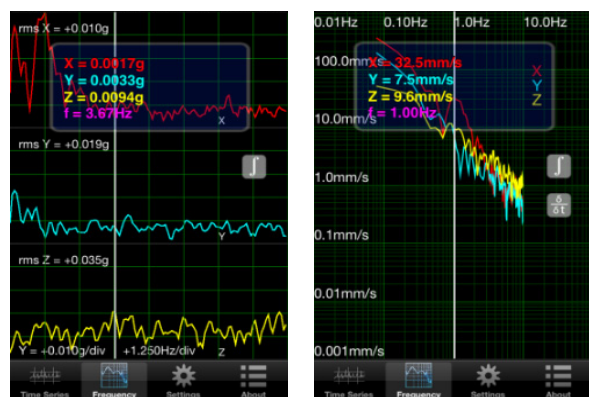 rms X = +0.010g
X = 0.0017g
Y = 0.0033g
Z = 0.0094g
f = 3.67Hz
X
rms Y = +0.019g
∫
Y
rms Z = +0.035g
Y = +0.010g/div +1.250Hz/div Z
Time Series Frequency Settings About
0.01Hz 0.10Hz 1.0Hz 10.0Hz
100.0mm/s
X = 32.5mm/s
Y = 7.5mm/s
Z = 9.6mm/s
f = 1.00Hz
X
Y
Z
10.0mm/s
∫
1.0mm/s
δ
δt
0.1mm/s
0.01mm/s
0.001mm/s
Time Series Frequency Settings About